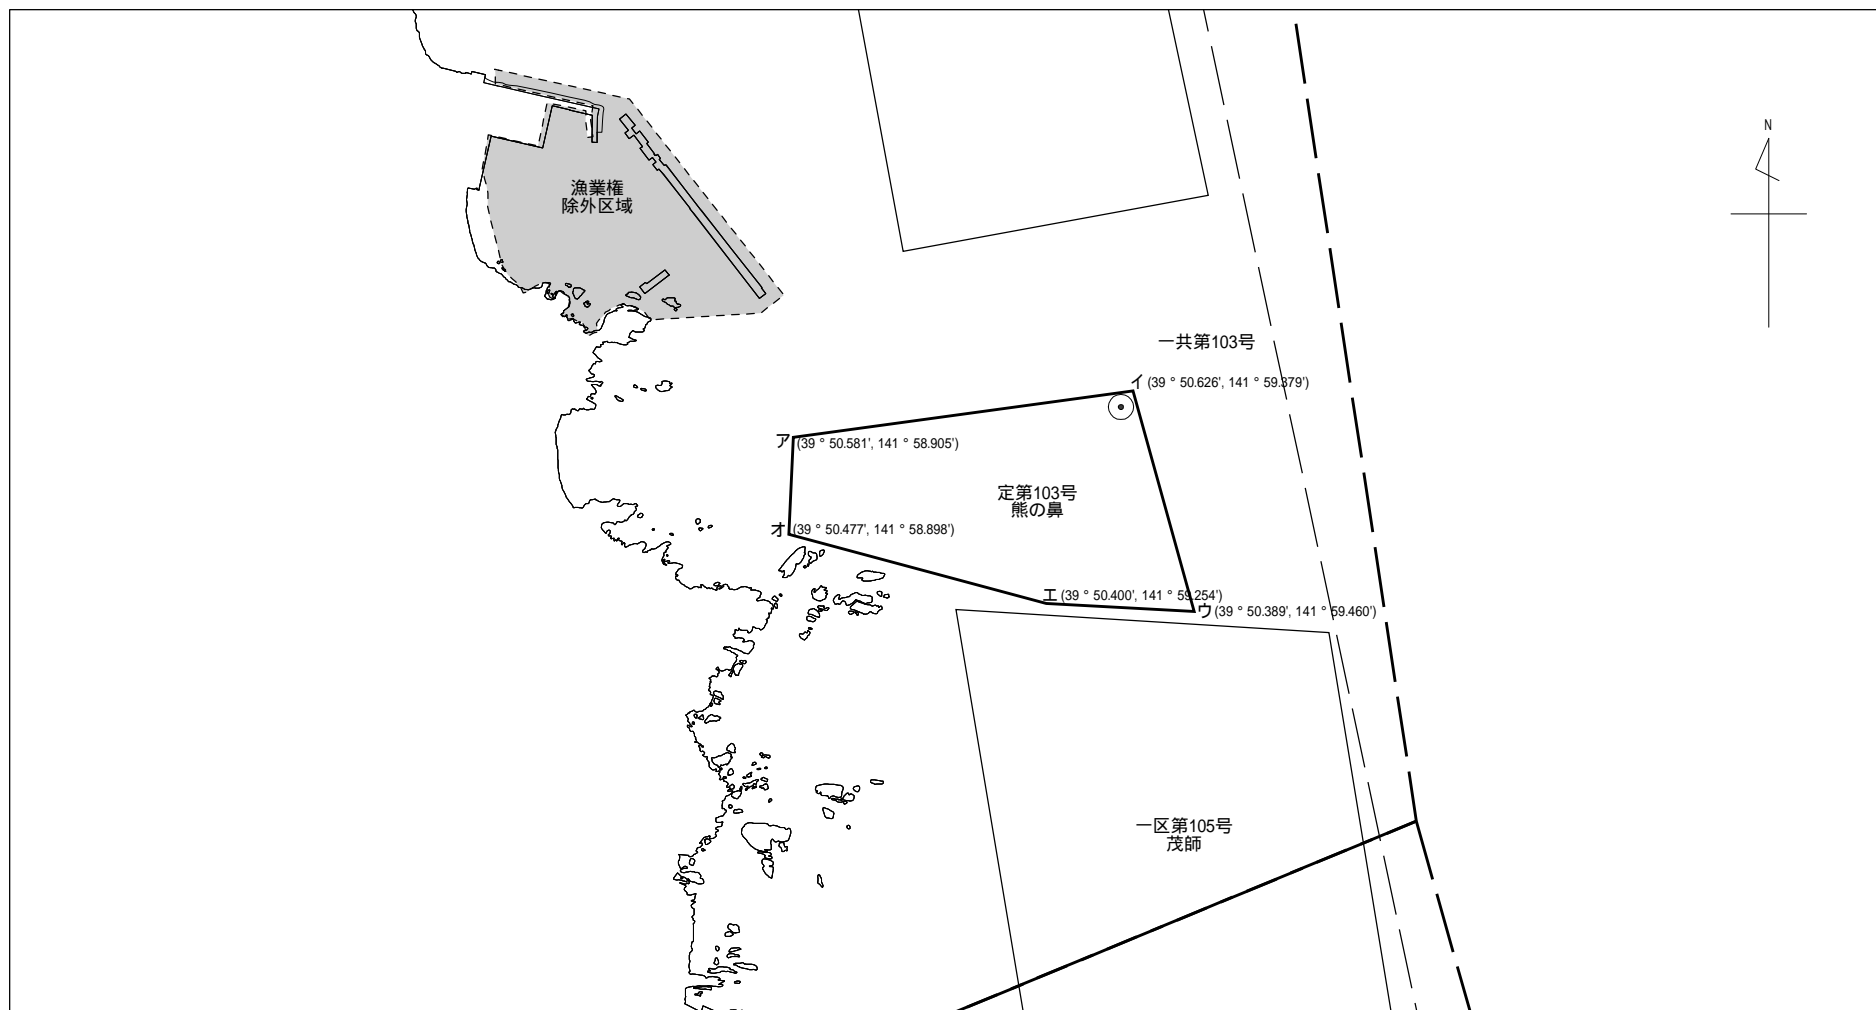 N
漁業権
除外区域
一共第103号
イ (39 ° 50.626', 141 ° 59.379')
ア (39 ° 50.581', 141 ° 58.905')
定第103号
熊の鼻
オ (39 ° 50.477', 141 ° 58.898')
エ (39 ° 50.400', 141 ° 59.254')
ウ (39 ° 50.389', 141 ° 59.460')
一区第105号
茂師